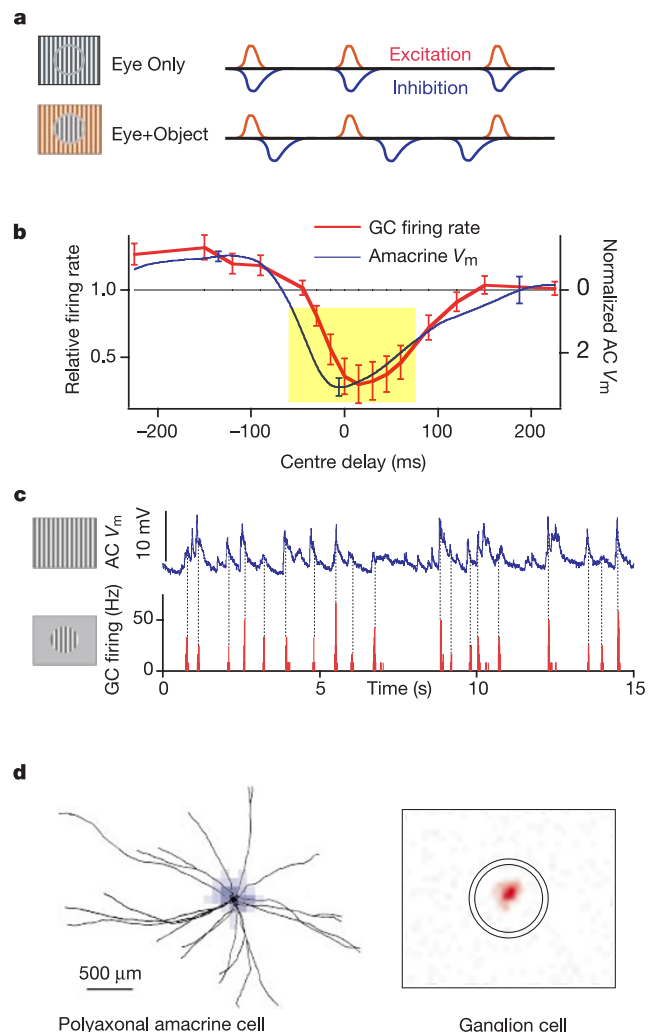 a
Eye Only
Excitation
Inhibition
Eye+Object
b
GC firing rate
Amacrine Vm
Relative firing rate
1.0
0.5
Normalized AC Vm
0
2
−200 −100 0 100 200
Centre delay (ms)
c
AC Vm
10 mV
GC firing (Hz)
50
0
0 5 10 15
Time (s)
d
500 μm
Polyaxonal amacrine cell
Ganglion cell